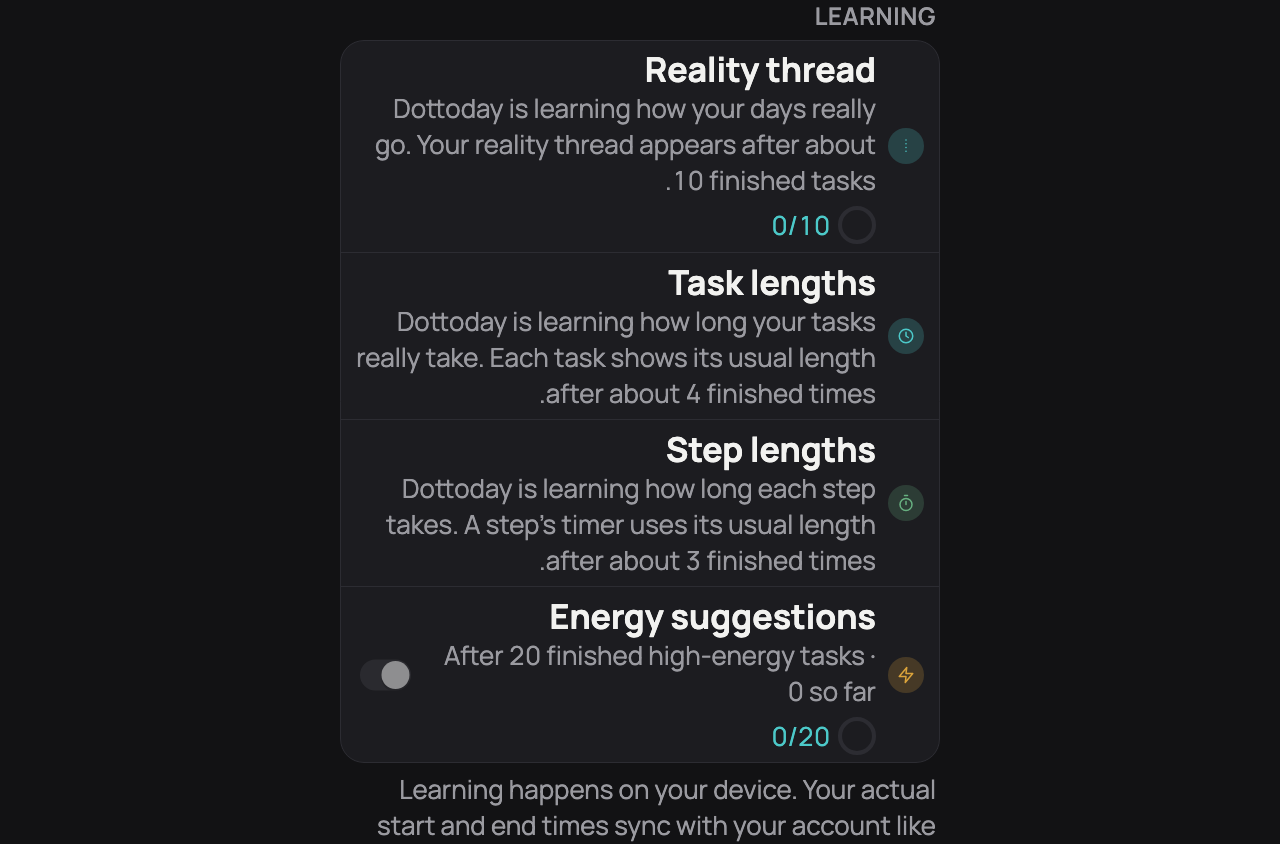 LEARNING
Reality thread
Dottoday is learning how your days really
go. Your reality thread appears after about
.10 finished tasks
0/10
Task lengths
Dottoday is learning how long your tasks
really take. Each task shows its usual length
.after about 4 finished times
Step lengths
Dottoday is learning how long each step
takes. A step’s timer uses its usual length
.after about 3 finished times
Energy suggestions
After 20 finished high-energy tasks ·
0 so far
0/20
Learning happens on your device. Your actual
start and end times sync with your account like